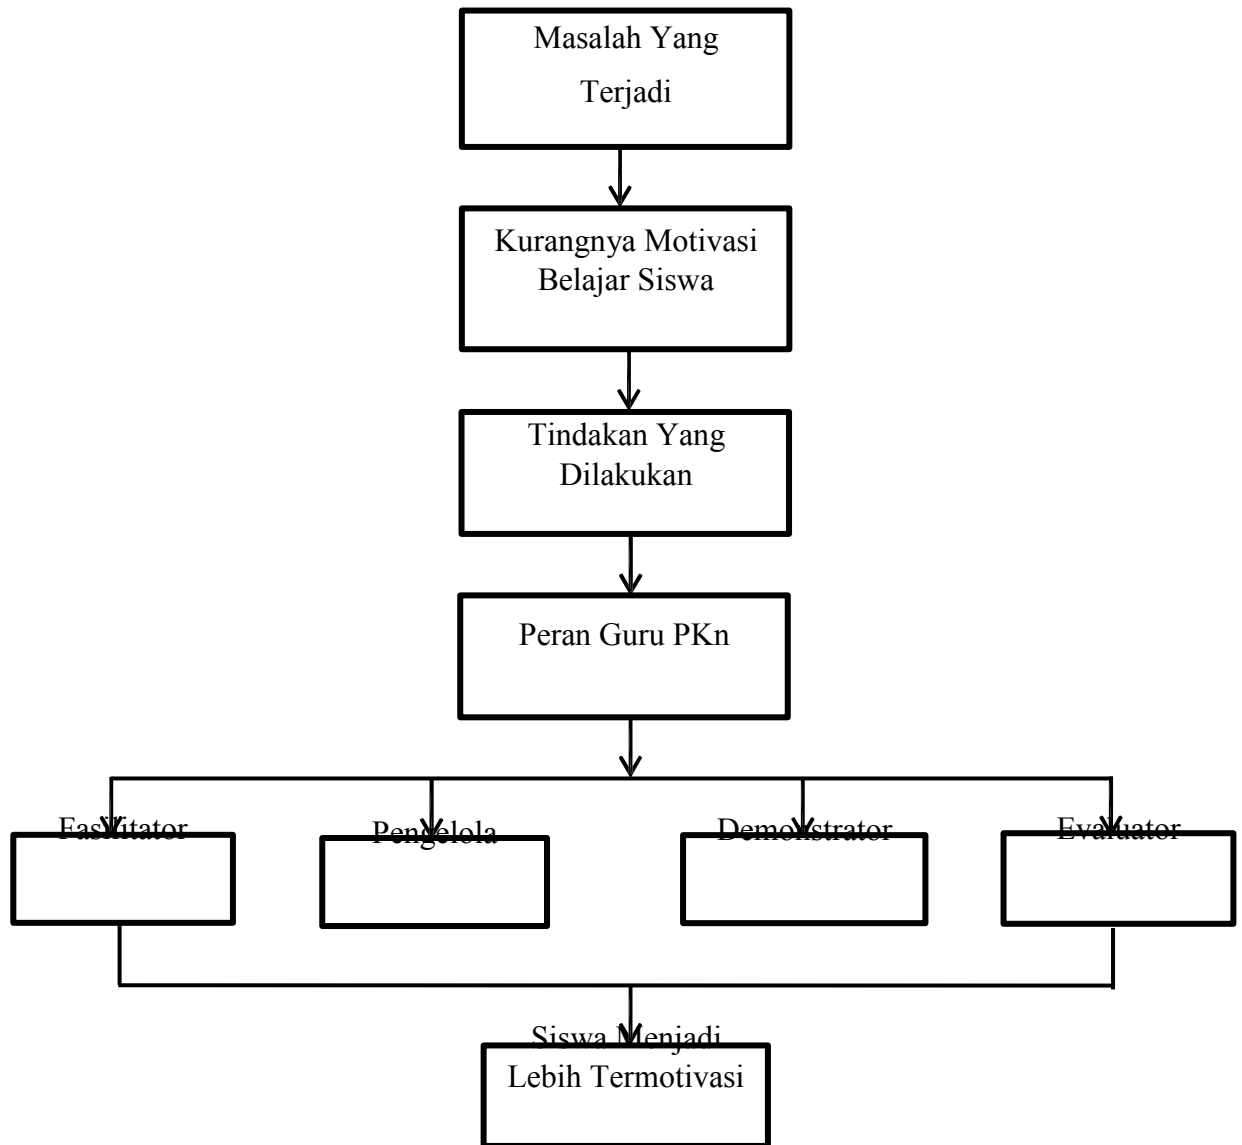 Masalah Yang
Terjadi
Kurangnya Motivasi
Belajar Siswa
Tindakan Yang
Dilakukan
Peran Guru PKn
Fasilitator
Pengelola
Demonstrator
Evaluator
Siswa Menjadi
Lebih Termotivasi